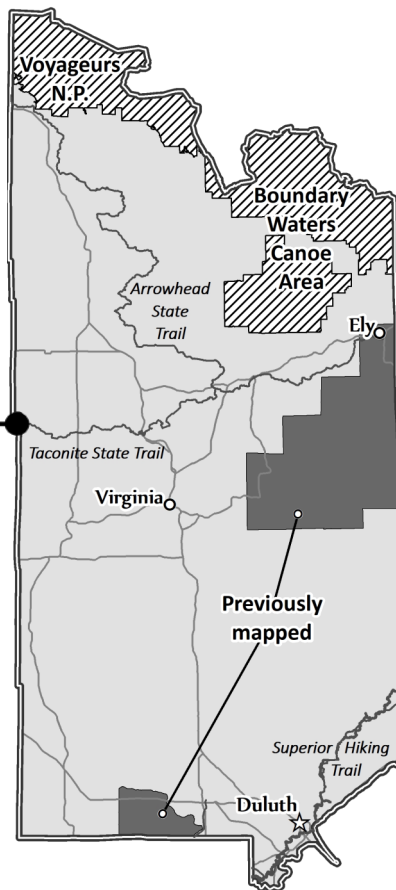 Voyageurs
N.P.
Boundary
Waters
Canoe
Area
Arrowhead
State
Trail
Ely
Taconite State Trail
Virginia
Previously
mapped
Superior Hiking
Trail
Duluth